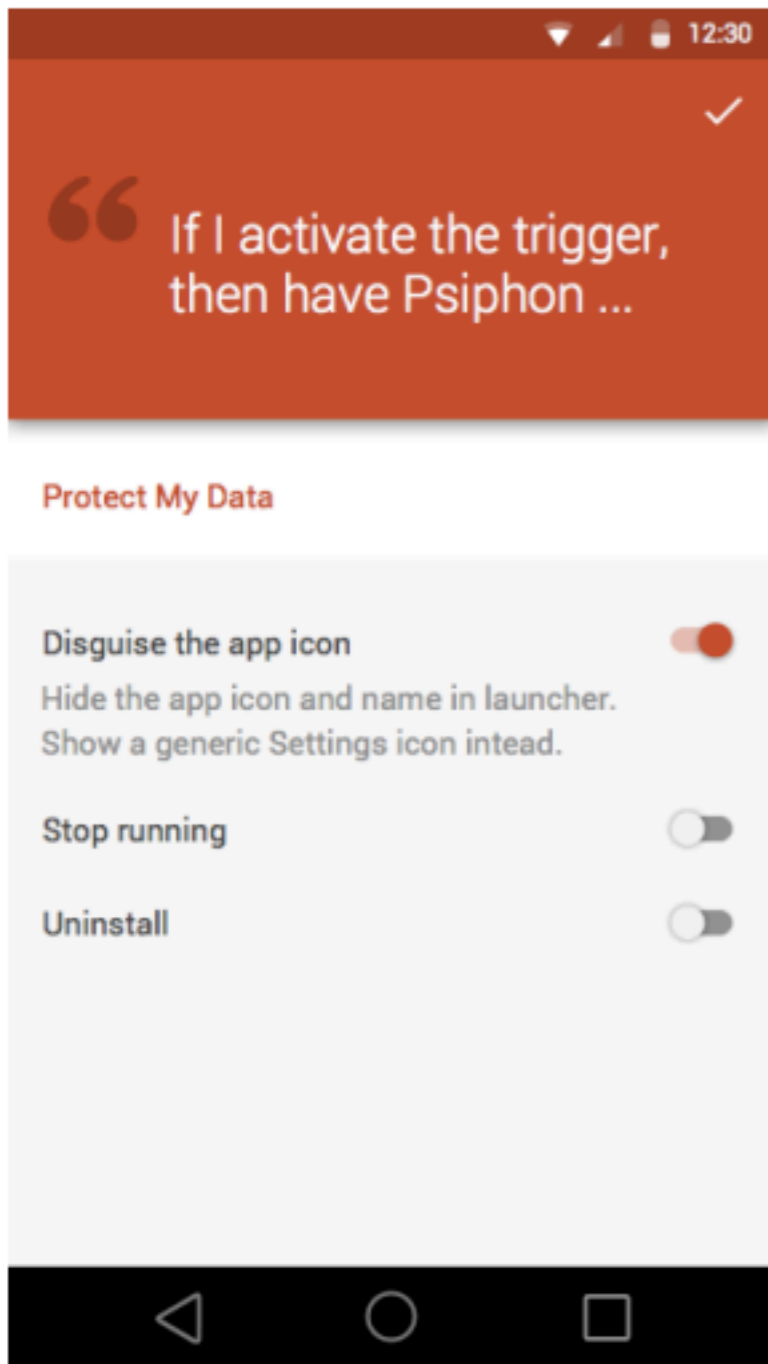 12:30
“ If I activate the trigger,
then have Psiphon ...
Protect My Data
Disguise the app icon
Hide the app icon and name in launcher.
Show a generic Settings icon intead.
Stop running
Uninstall